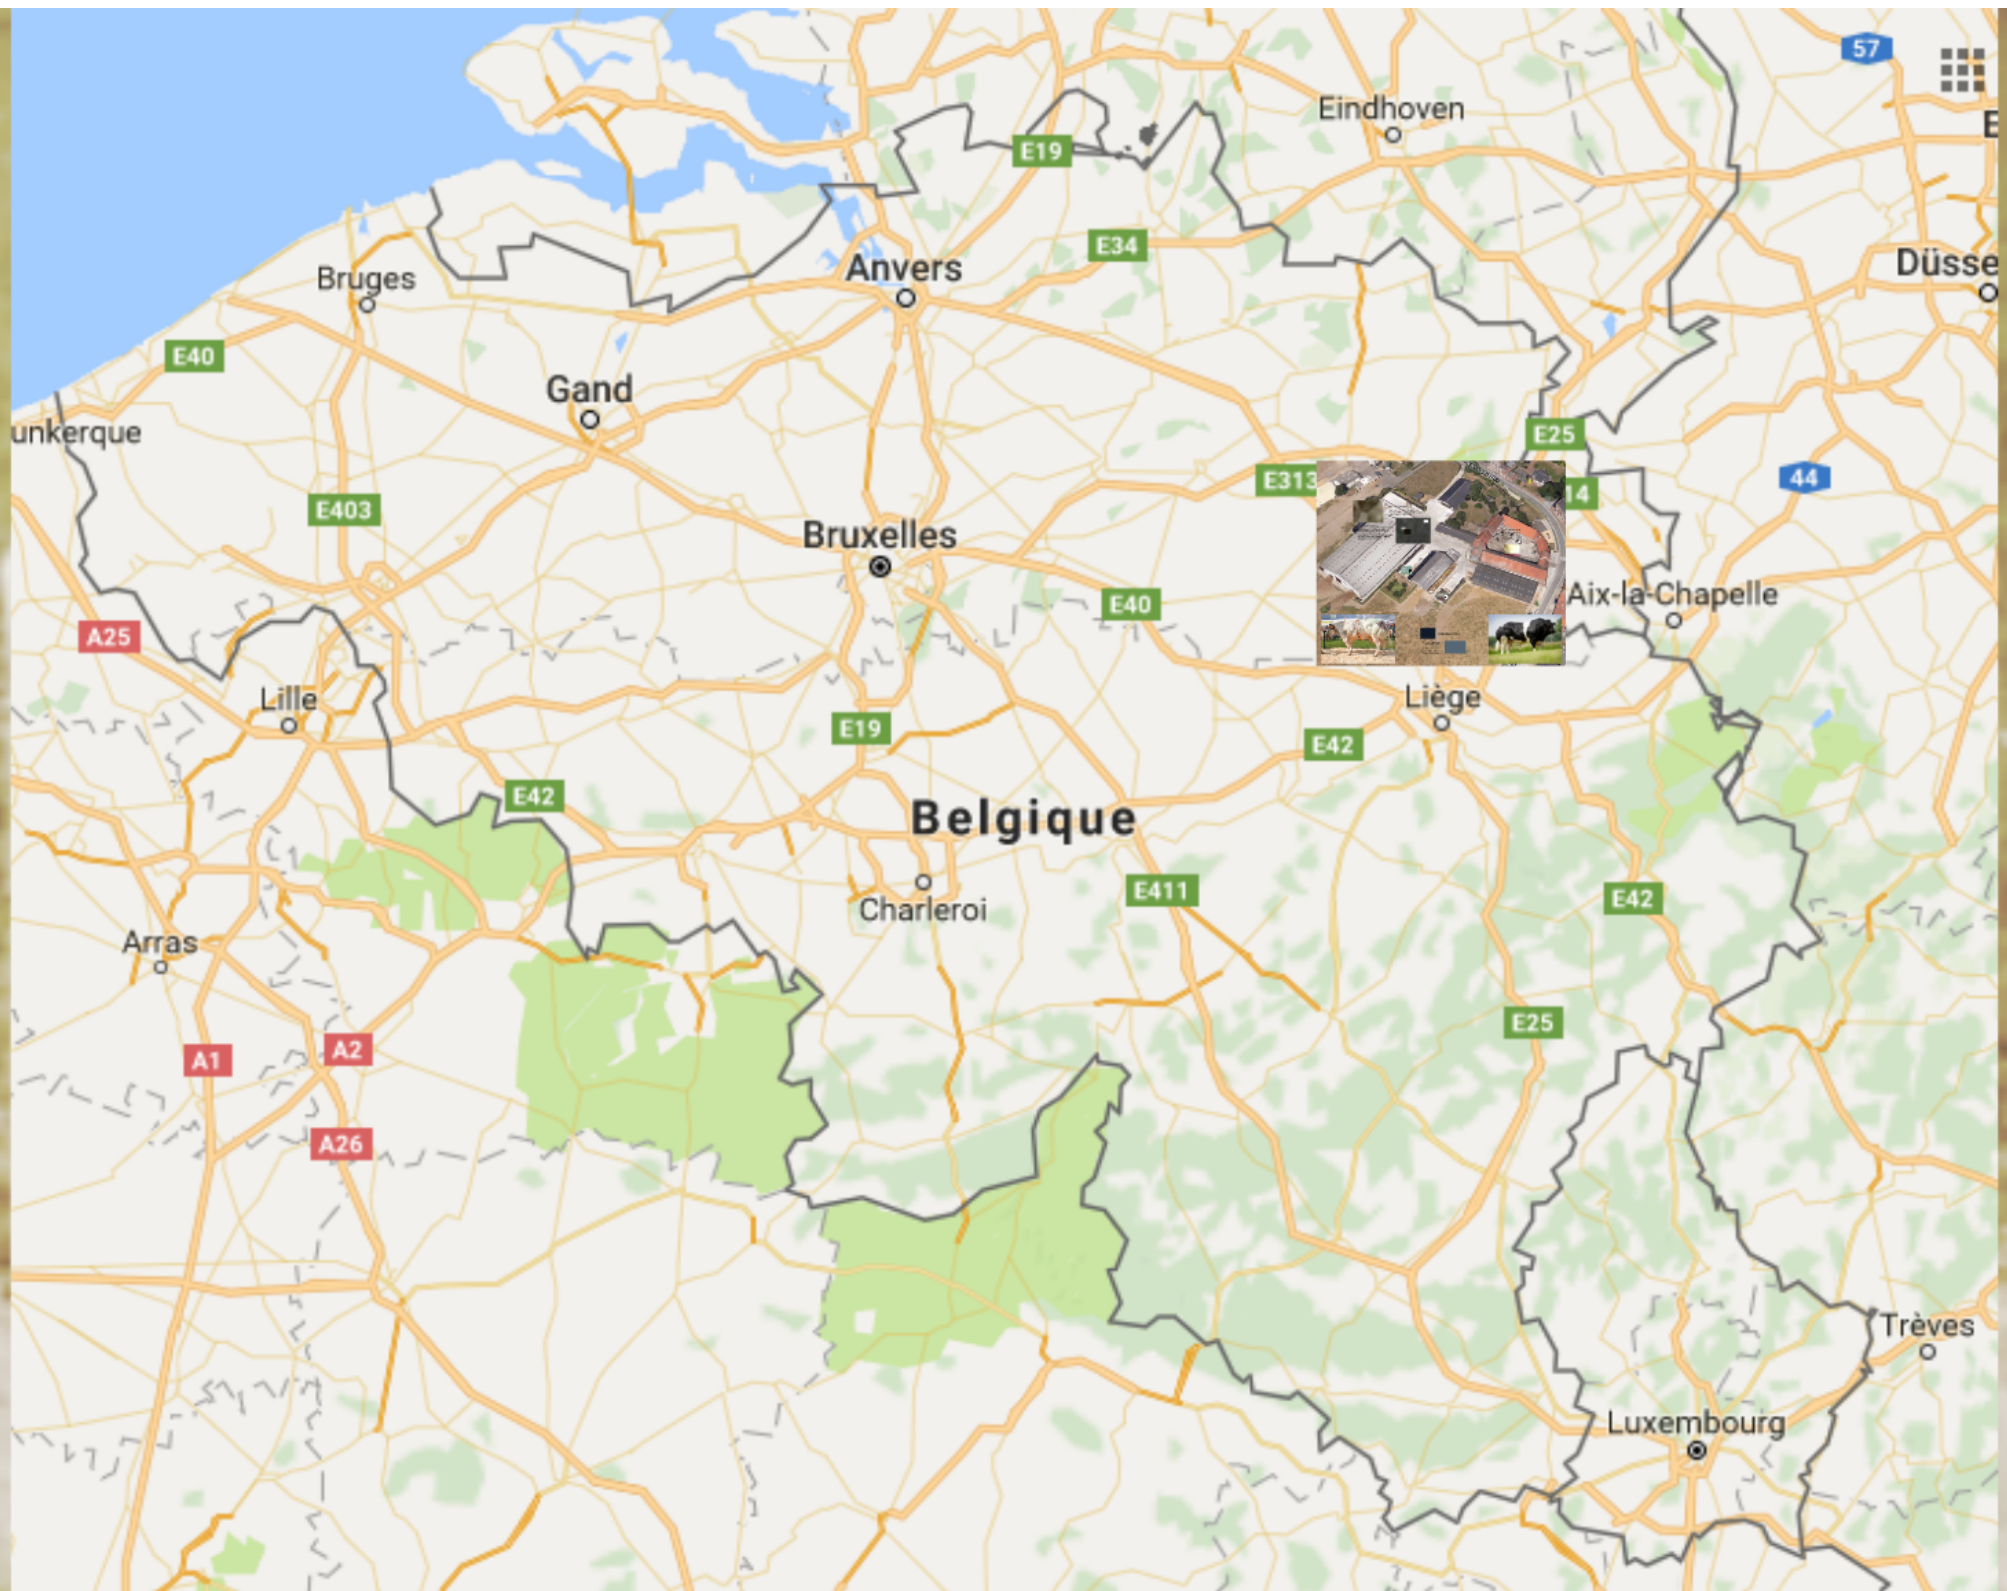 57
Eindhoven
E
E19
E34
Düsse
Anvers
Bruges
E40
Gand
unkerque
E25
E313
14
44
E403
Bruxelles
Aix-la-Chapelle
E40
A25
Lille
Liège
E19
E42
E42
Belgique
Charleroi
E411
E42
Arras
E25
A1
A2
A26
Trèves
Luxembourg